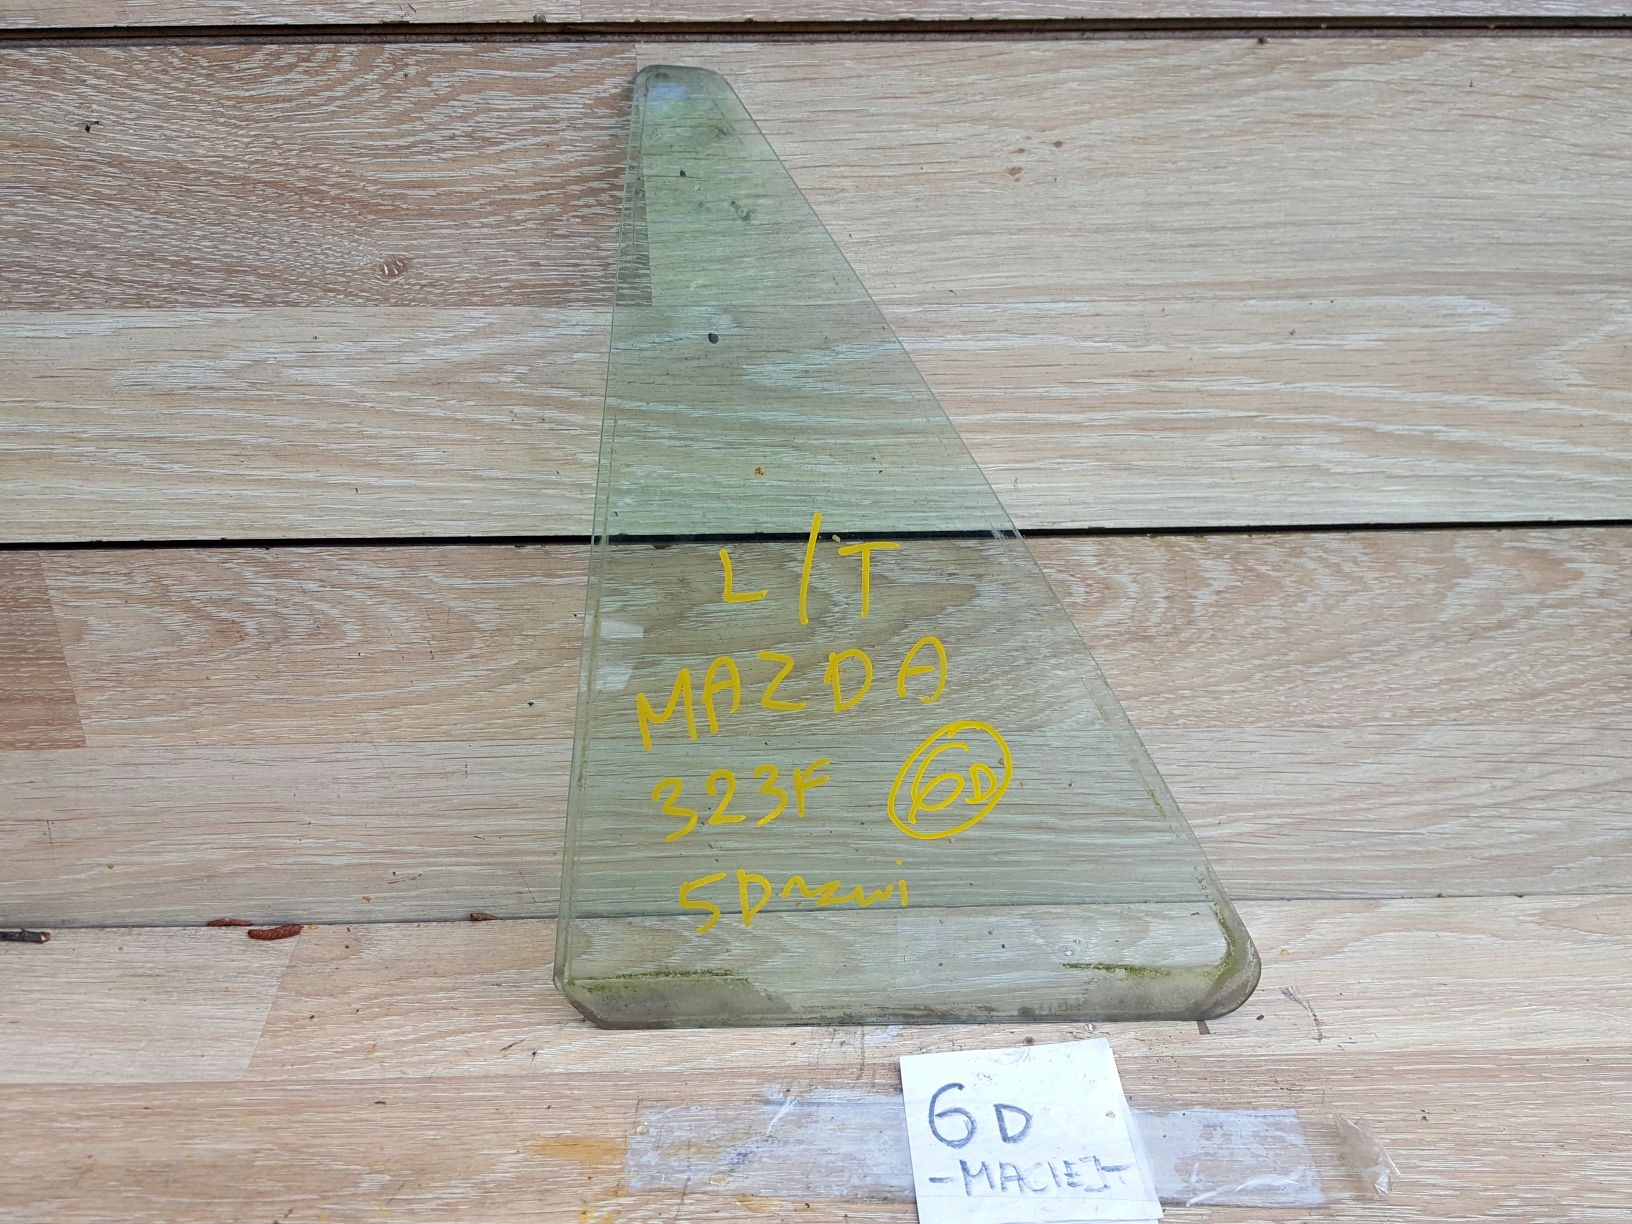 L/T
MAZDA
323F 6D
5Drzwi
6D
-MACIEJ-